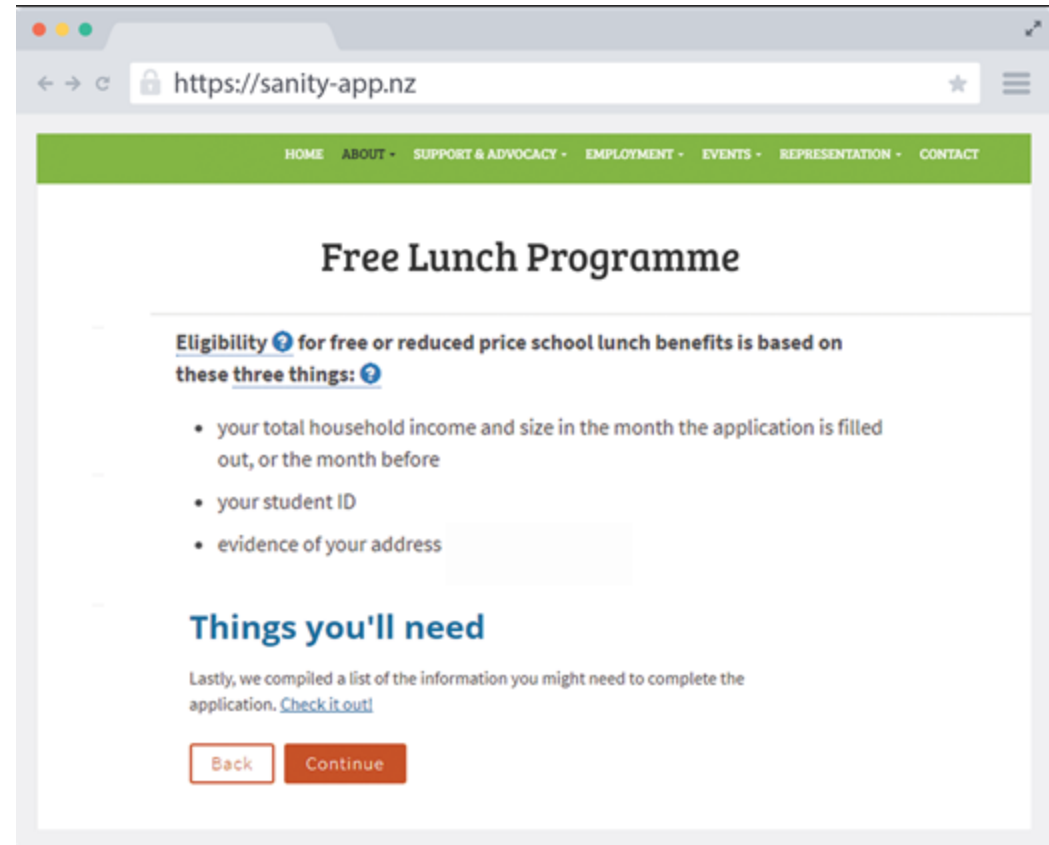 https://sanity-app.nz
HOME ABOUT SUPPORT & ADVOCACY EMPLOYMENT EVENTS REPRESENTATION CONTACT
Free Lunch Programme
Eligibility ? for free or reduced price school lunch benefits is based on
these three things: ?
• your total household income and size in the month the application is filled
out, or the month before
• your student ID
• evidence of your address
Things you'll need
Lastly, we compiled a list of the information you might need to complete the
application. Check it out!
Back Continue